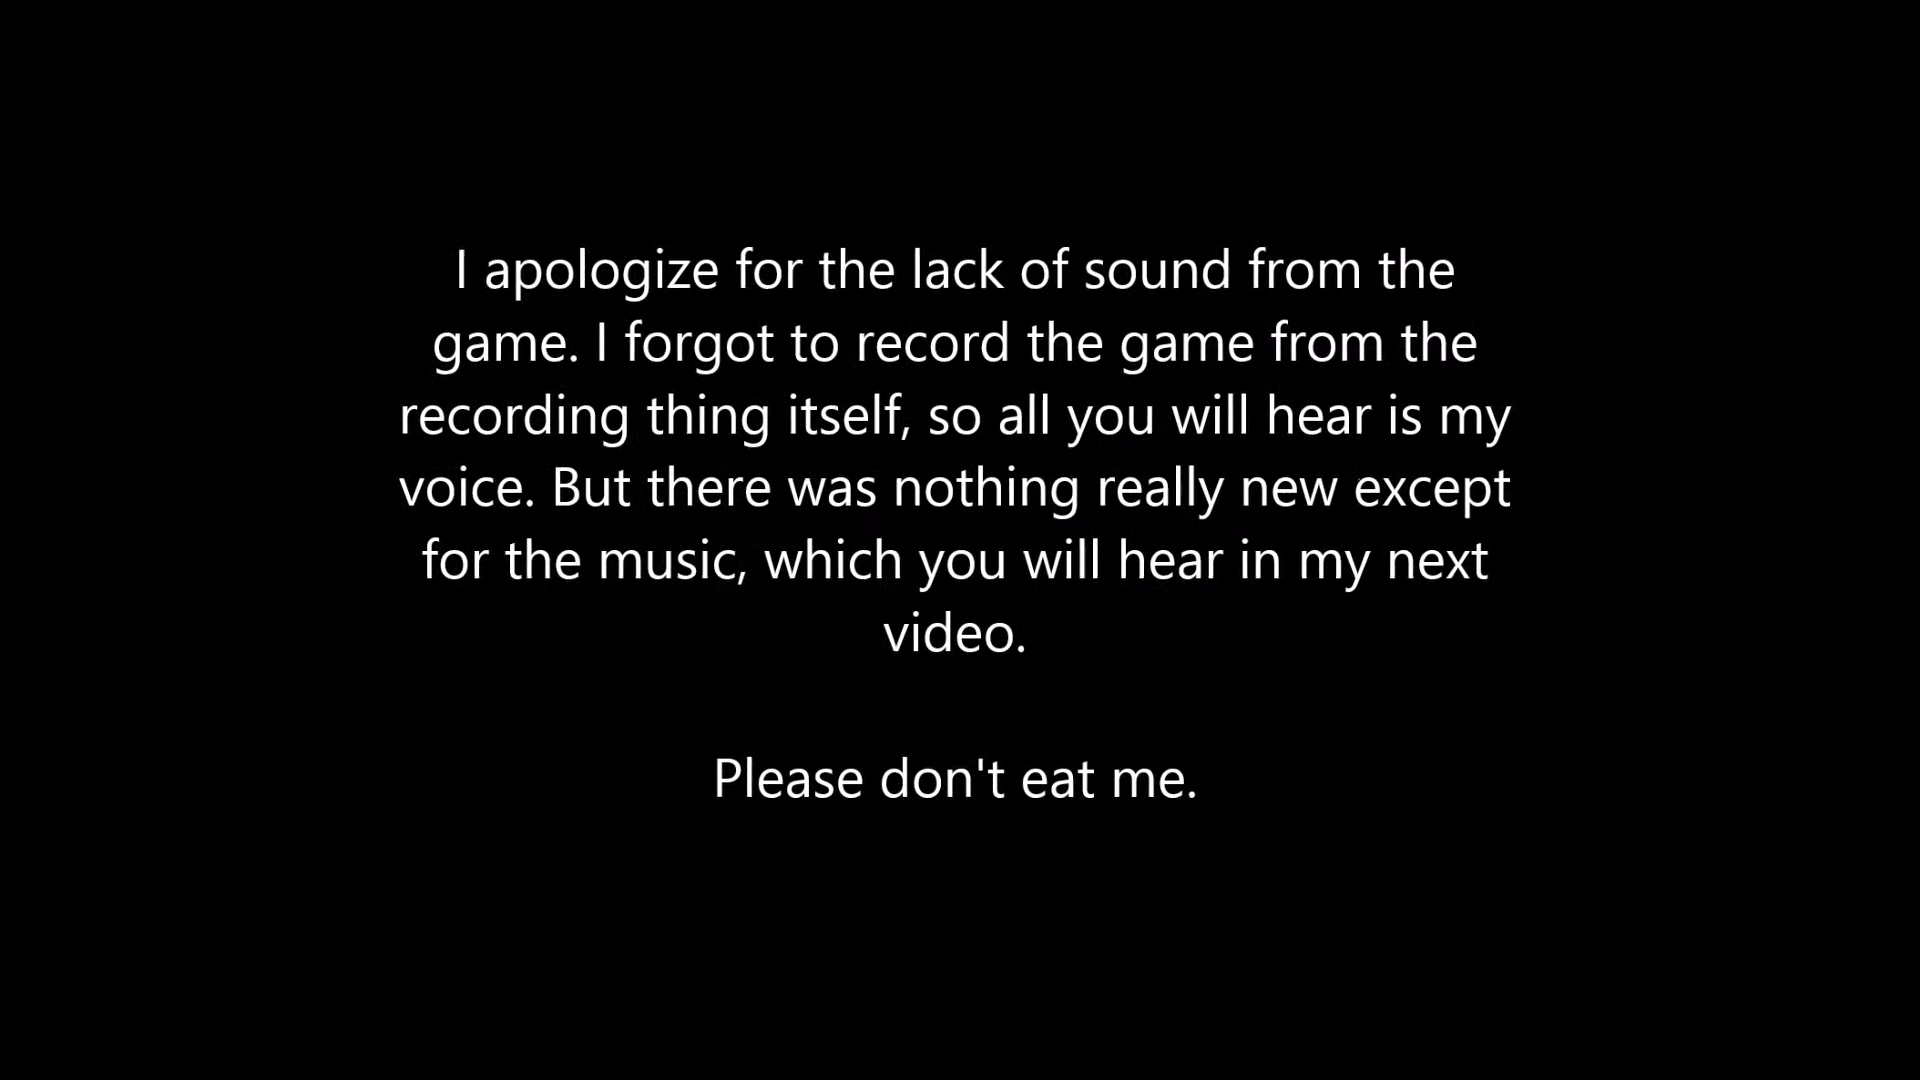 I apologize for the lack of sound from the
game. I forgot to record the game from the
recording thing itself, so all you will hear is my
voice. But there was nothing really new except
for the music, which you will hear in my next
video.
Please don't eat me.